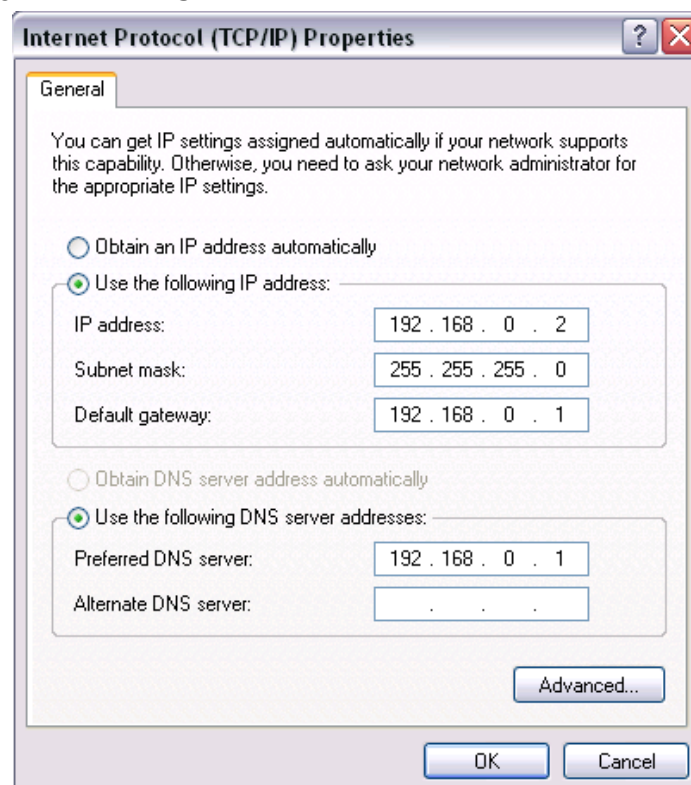 Internet Protocol (TCP/IP) Properties
General
You can get IP settings assigned automatically if your network supports
this capability. Otherwise, you need to ask your network administrator for
the appropriate IP settings.
Obtain an IP address automatically
Use the following IP address:
IP address: 192 . 168 . 0 . 2
Subnet mask: 255 . 255 . 255 . 0
Default gateway: 192 . 168 . 0 . 1
Obtain DNS server address automatically
Use the following DNS server addresses:
Preferred DNS server: 192 . 168 . 0 . 1
Alternate DNS server: . . .
Advanced...
OK Cancel